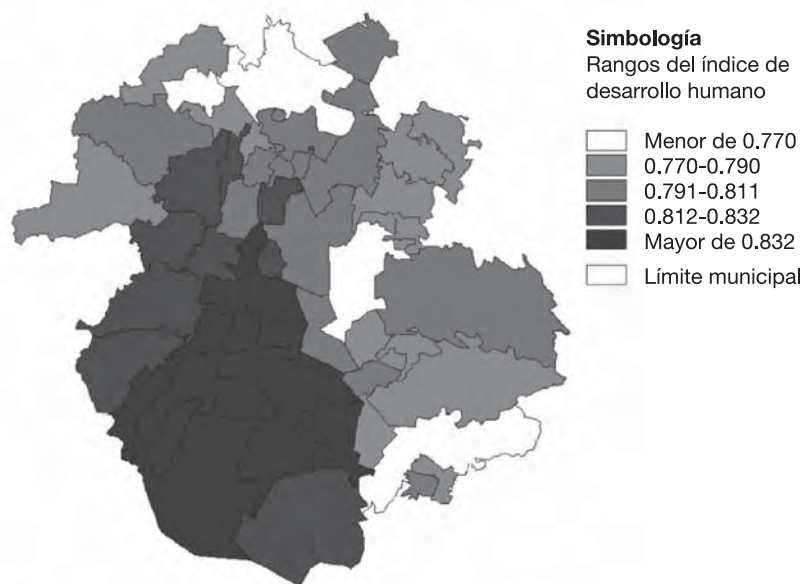 Simbología
Rangos del índice de
desarrollo humano
Menor de 0.770
0.770-0.790
0.791-0.811
0.812-0.832
Mayor de 0.832
Límite municipal